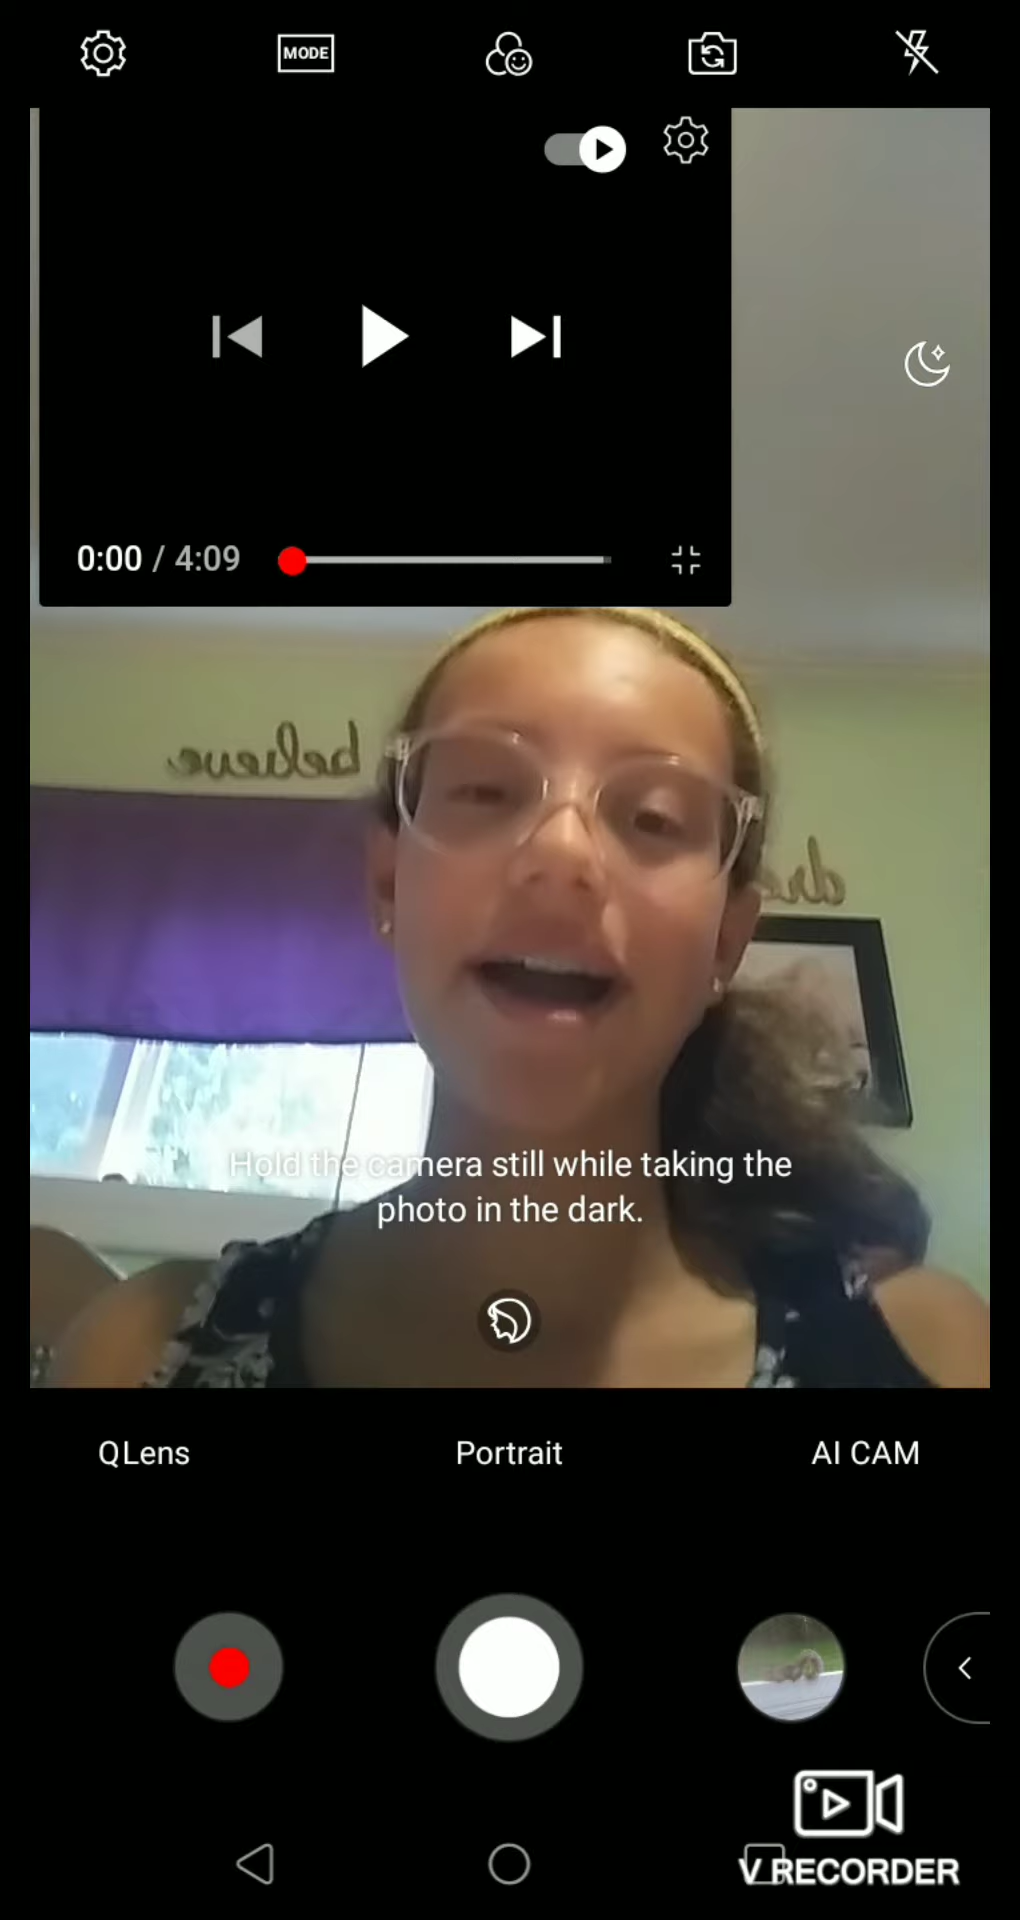 MODE
0:00 / 4:09
believe
dre
Hold the camera still while taking the
photo in the dark.
QLens
Portrait
AI CAM
V RECORDER